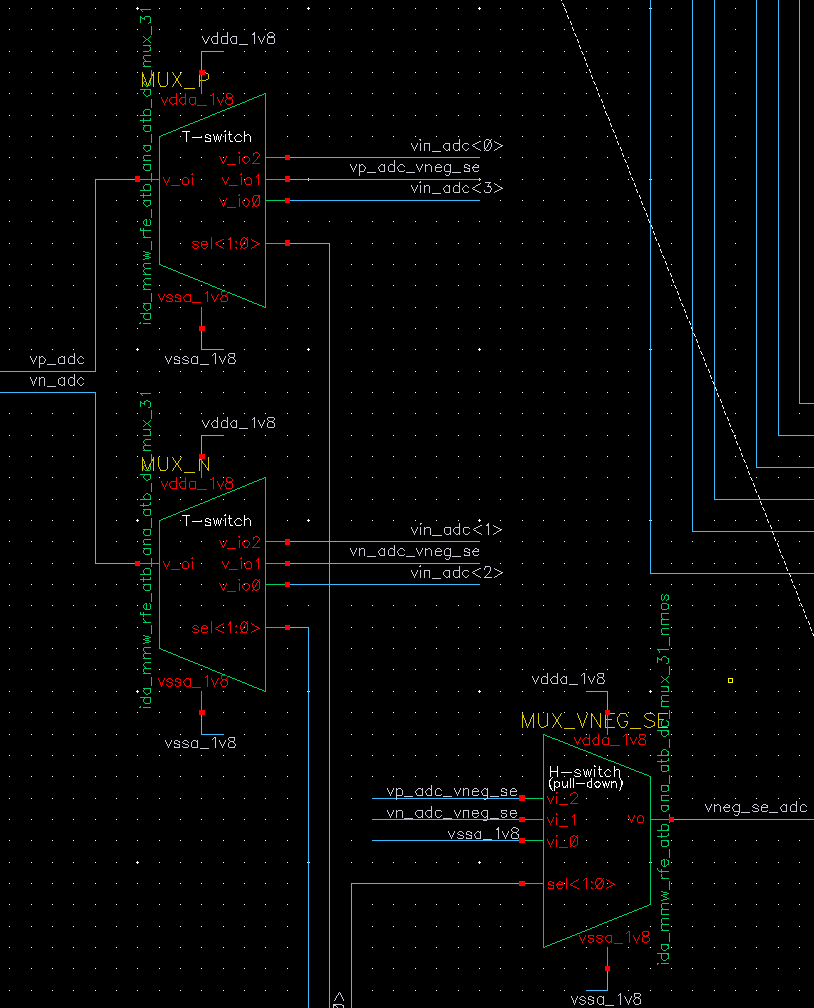 vdda_1v8
MUX_P
vdda_1v8
T-switch
vin_adc<0>
v_io2
vp_adc_vneg_se
v_oi
v_io1
vin_adc<3>
v_io0
sel<1:0>
vssa_1v8
ida_mmw_rfe_atb_ana_atb_dc_mux_31
vssa_1v8
vp_adc
vn_adc
vdda_1v8
MUX_N
vdda_1v8
T-switch
vin_adc<1>
v_io2
vn_adc_vneg_se
v_oi
v_io1
vin_adc<2>
v_io0
sel<1:0>
vssa_1v8
ida_mmw_rfe_atb_ana_atb_dc_mux_31
vssa_1v8
vdda_1v8
MUX_VNEG_SE
vdda_1v8
H-switch
(pull-down)
vp_adc_vneg_se
vi_2
vn_adc_vneg_se
vi_1
vo
vneg_se_adc
vssa_1v8
vi_0
sel<1:0>
vssa_1v8
ida_mmw_rfe_atb_ana_atb_dc_mux_31_nmos
vssa_1v8